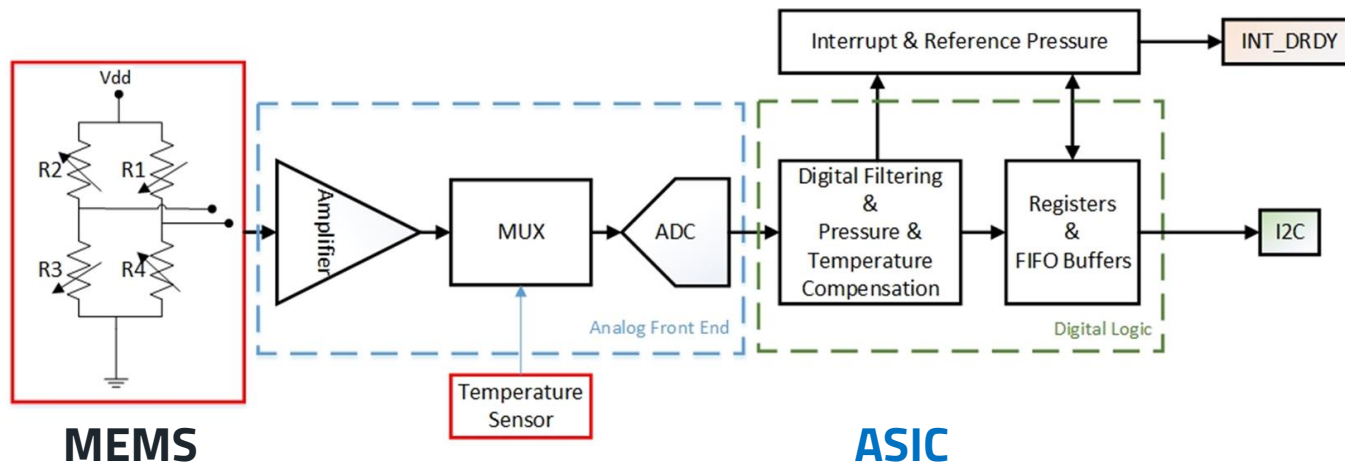 Vdd
R2
R1
R3
R4
Amplifier
MUX
ADC
Analog Front End
Temperature
Sensor
Interrupt & Reference Pressure
INT_DRDY
Digital Filtering
&
Pressure &
Temperature
Compensation
Registers
&
FIFO Buffers
I2C
Digital Logic
MEMS
ASIC